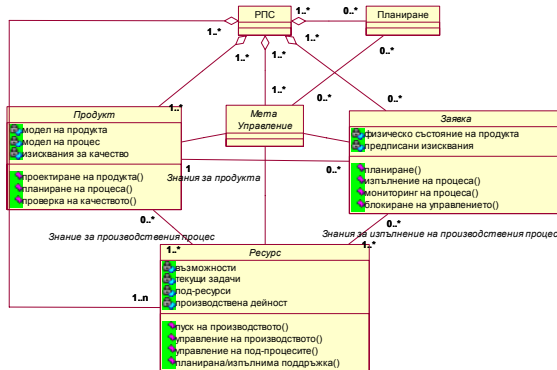 РПС
Планиране
1..*
1..*
0..*
1..*
1..*
1..*
0..*
0..*
1..*
1..*
Продукт
модел на продукта
модел на процес
изисквания за качество
проектиране на продукта()
планиране на процеса()
проверка на качеството()
Мета
Управление
Заявка
физическо състояние на продукта
предписани изисквания
планиране()
изпълнение на процеса()
мониторинг на процеса()
блокиране на управлението()
1
0..*
Знания за продукта
0..*
0..*
Знание за производствения процес
Знания за изпълнение на производствения процес
1..*
1..*
Ресурс
възможности
текущи задачи
под-ресурси
производствена дейност
пуск на производството()
управление на производството()
управление на под-процесите()
планирана/изпълнима поддръжка()
1..n